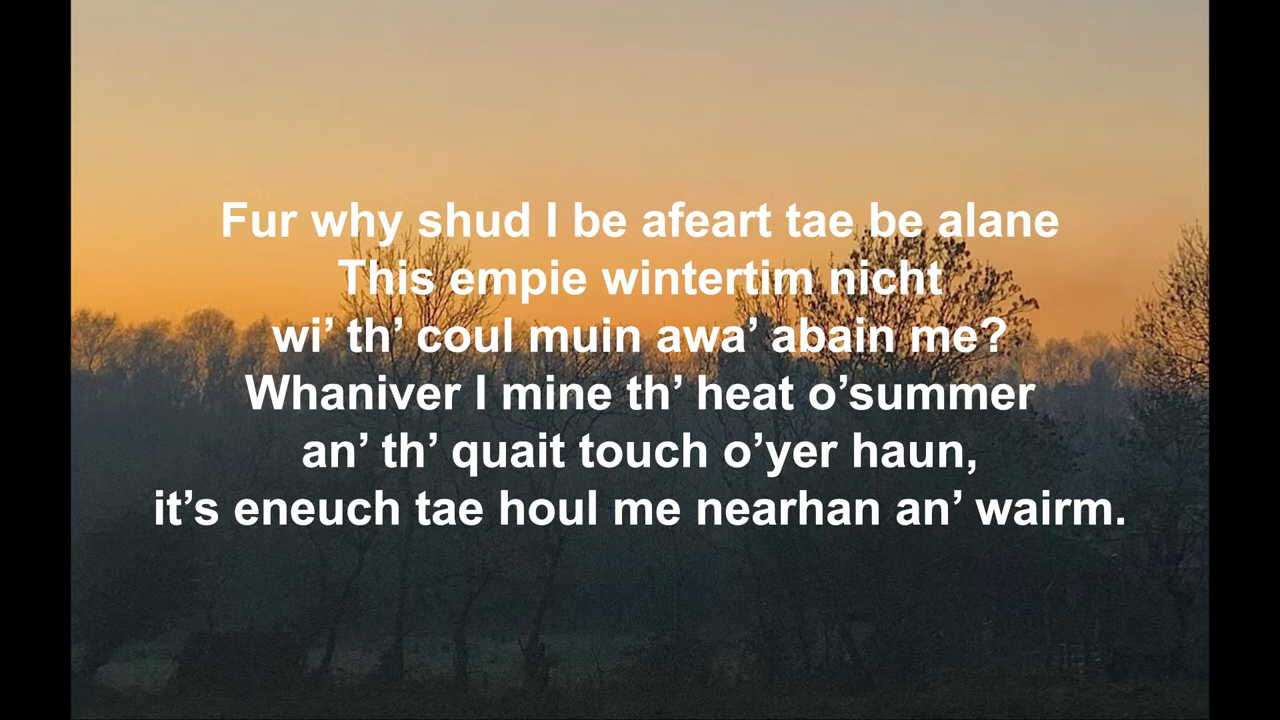 Fur why shud I be afeart tae be alane
This empie wintertim nicht
wi’ th’ coul muin awa’ abain me?
Whaniver I mine th’ heat o’summer
an’ th’ quait touch o’yer haun,
it’s eneuch tae houl me nearhan an’ wairm.